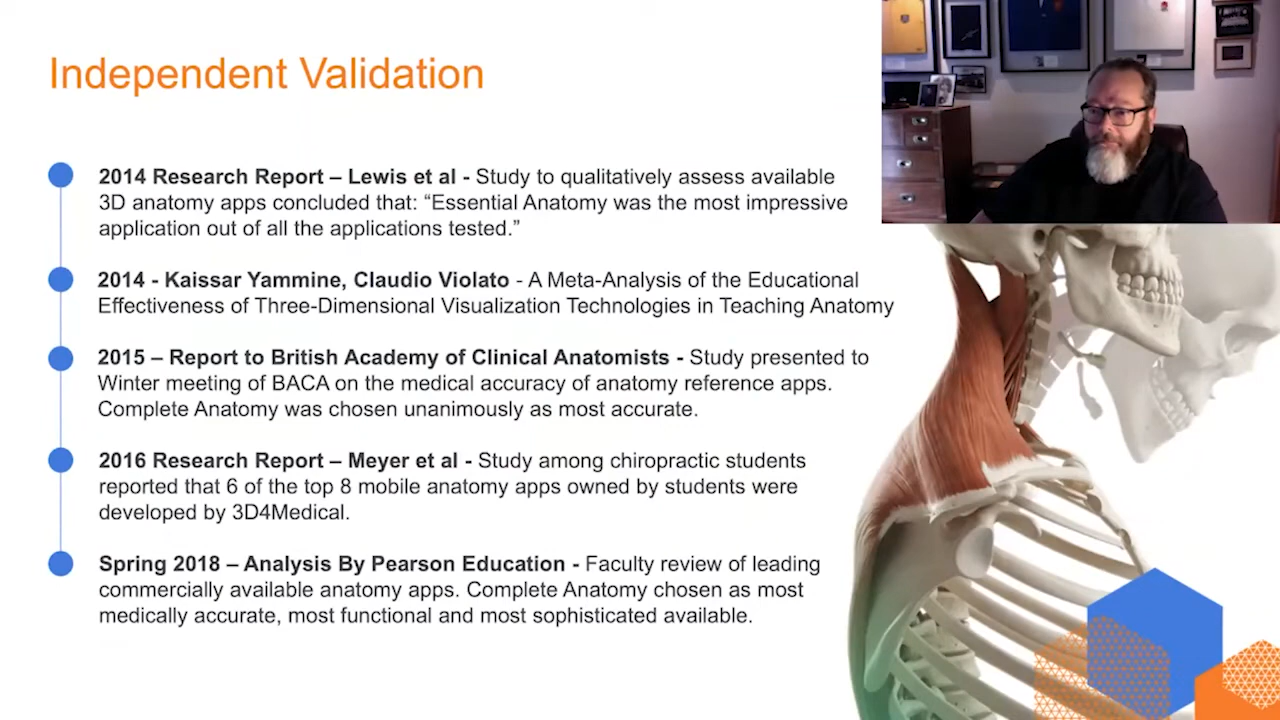 Independent Validation
2014 Research Report – Lewis et al - Study to qualitatively assess available
3D anatomy apps concluded that: “Essential Anatomy was the most impressive
application out of all the applications tested.”
2014 - Kaissar Yammine, Claudio Violato - A Meta-Analysis of the Educational
Effectiveness of Three-Dimensional Visualization Technologies in Teaching Anatomy
2015 – Report to British Academy of Clinical Anatomists - Study presented to
Winter meeting of BACA on the medical accuracy of anatomy reference apps.
Complete Anatomy was chosen unanimously as most accurate.
2016 Research Report – Meyer et al - Study among chiropractic students
reported that 6 of the top 8 mobile anatomy apps owned by students were
developed by 3D4Medical.
Spring 2018 – Analysis By Pearson Education - Faculty review of leading
commercially available anatomy apps. Complete Anatomy chosen as most
medically accurate, most functional and most sophisticated available.